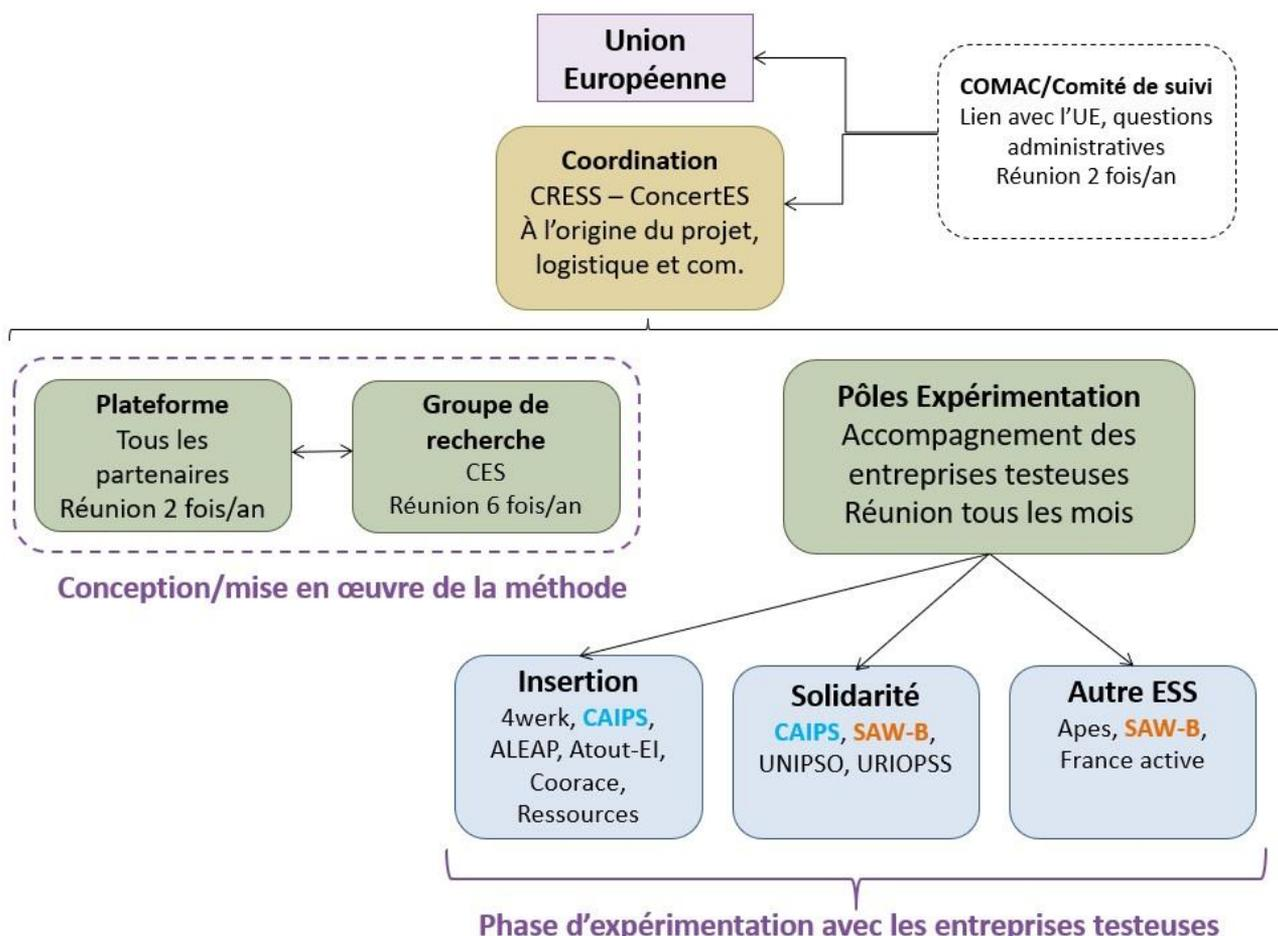 Union
Européenne
COMAC/Comité de suivi
Lien avec l'UE, questions
administratives
Réunion 2 fois/an
Coordination
CRESS – ConcertES
À l'origine du projet,
logistique et com.
Plateforme
Tous les
partenaires
Réunion 2 fois/an
Groupe de
recherche
CES
Réunion 6 fois/an
Conception/mise en œuvre de la méthode
Pôles Expérimentation
Accompagnement des
entreprises testeuses
Réunion tous les mois
Insertion
4werk, CAIPS,
ALEAP, Atout-EI,
Coorace,
Ressources
Solidarité
CAIPS, SAW-B,
UNIPSO, URIOPSS
Autre ESS
Apes, SAW-B,
France active
Phase d'expérimentation avec les entreprises testeuses